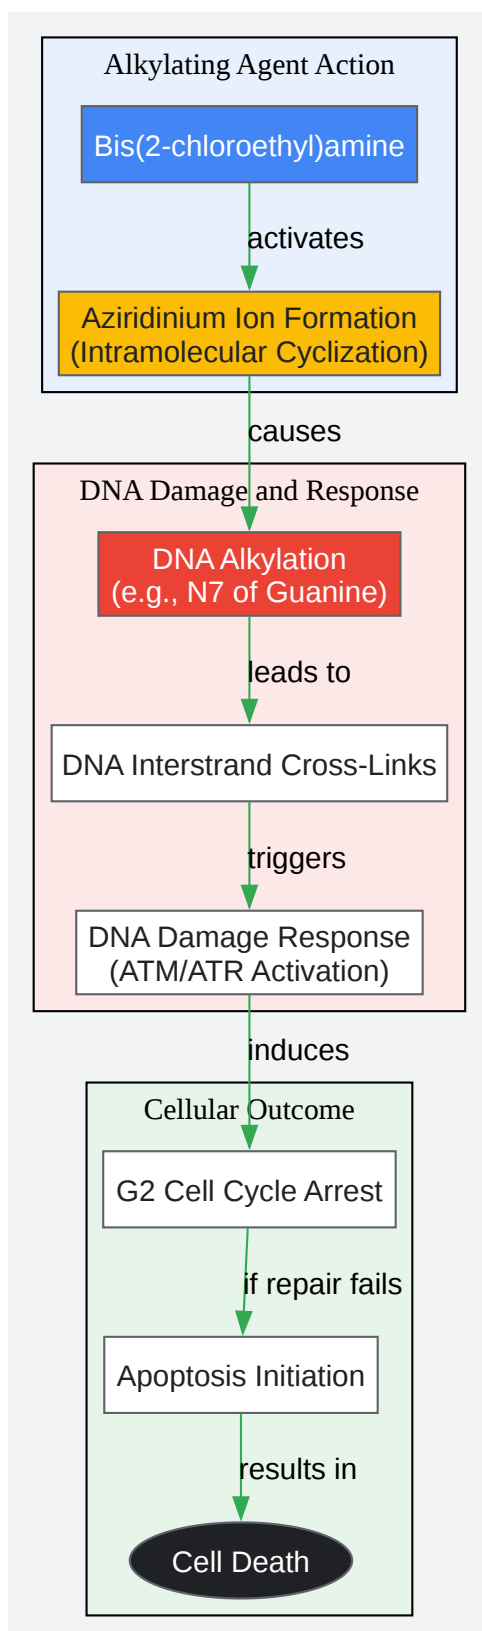 Alkylating Agent Action
Bis(2-chloroethyl)amine
activates
Aziridinium Ion Formation
(Intramolecular Cyclization)
causes
DNA Damage and Response
DNA Alkylation
(e.g., N7 of Guanine)
leads to
DNA Interstrand Cross-Links
triggers
DNA Damage Response
(ATM/ATR Activation)
induces
Cellular Outcome
G2 Cell Cycle Arrest
if repair fails
Apoptosis Initiation
results in
Cell Death